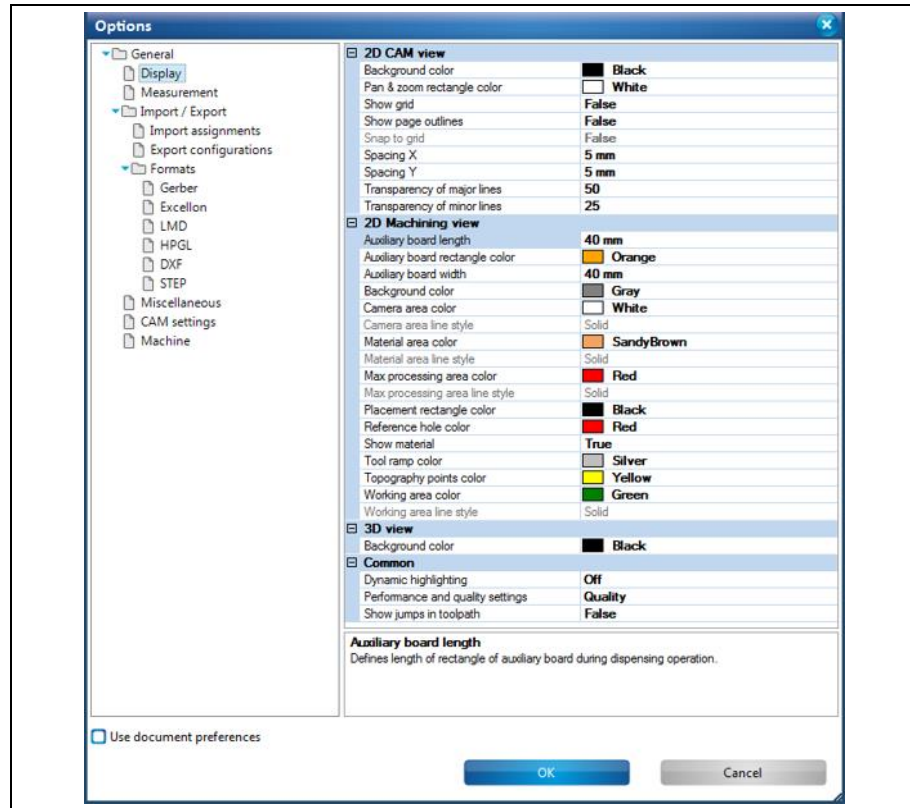 Options
General
Display
Measurement
Import / Export
Import assignments
Export configurations
Formats
Gerber
Excellon
LMD
HPGL
DXF
STEP
Miscellaneous
CAM settings
Machine
2D CAM view
Background color Black
Pan & zoom rectangle color White
Show grid False
Show page outlines False
Snap to grid False
Spacing X 5 mm
Spacing Y 5 mm
Transparency of major lines 50
Transparency of minor lines 25
2D Machining view
Auxiliary board length 40 mm
Auxiliary board rectangle color Orange
Auxiliary board width 40 mm
Background color Gray
Camera area color White
Camera area line style Solid
Material area color SandyBrown
Material area line style Solid
Max processing area color Red
Max processing area line style Solid
Placement rectangle color Black
Reference hole color Red
Show material True
Tool ramp color Silver
Topography points color Yellow
Working area color Green
Working area line style Solid
3D view
Background color Black
Common
Dynamic highlighting Off
Performance and quality settings Quality
Show jumps in toolpath False
Auxiliary board length
Defines length of rectangle of auxiliary board during dispensing operation.
Use document preferences
OK Cancel